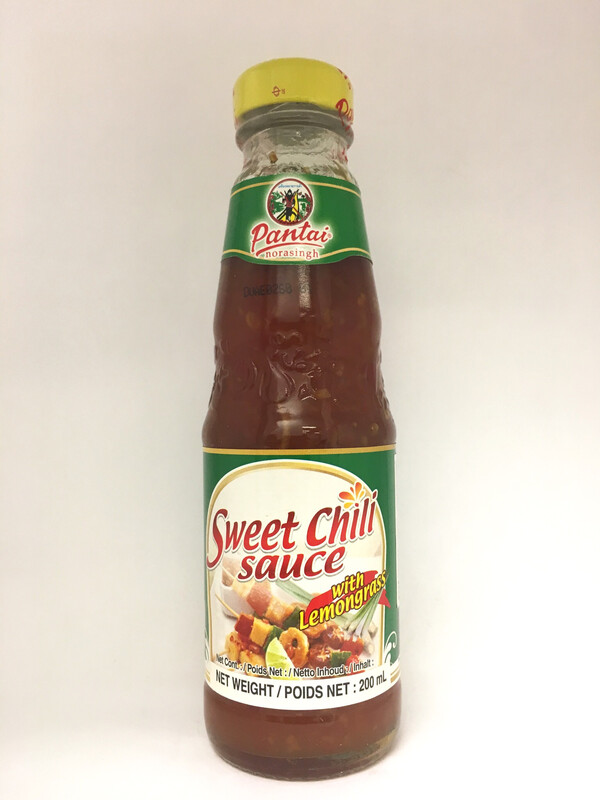 Pantai
norasingh
Sweet Chili
sauce
with
Lemongrass
Net Cont. : / Poids Net : / Netto Inhoud : / Inhalt :
NET WEIGHT / POIDS NET : 200 mL